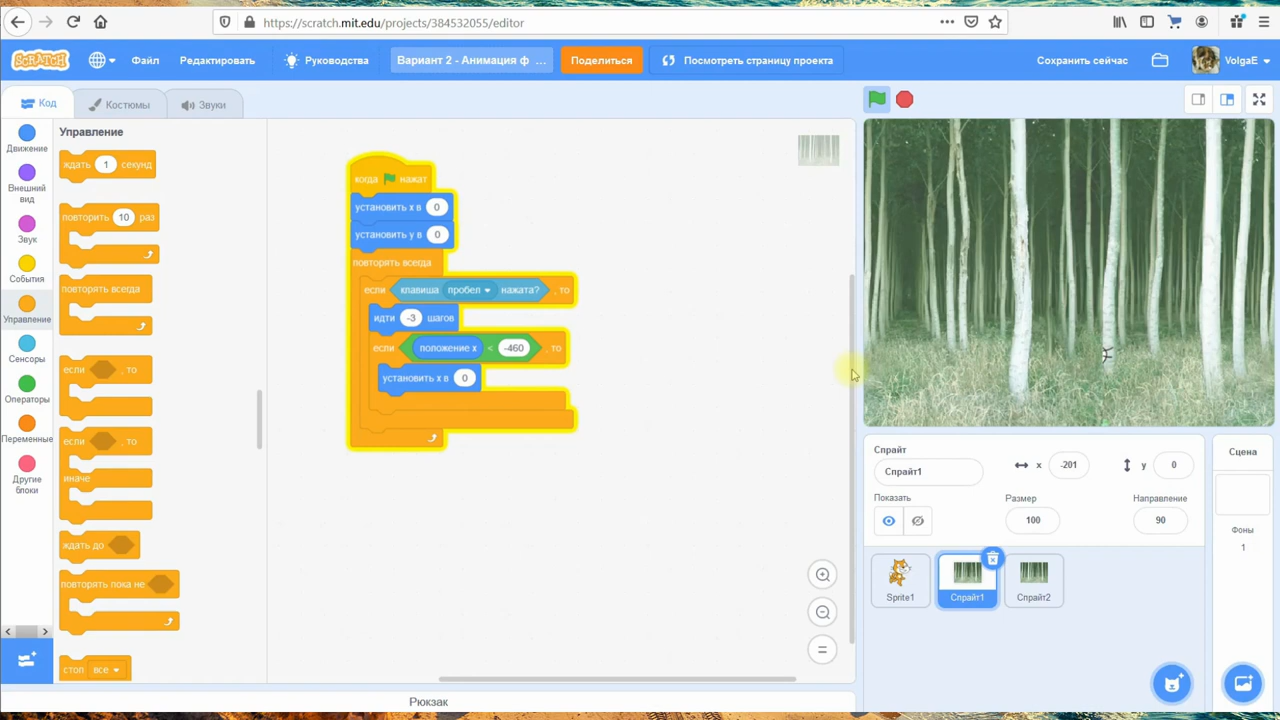 https://scratch.mit.edu/projects/384532055/editor
SCRATCH
Файл
Редактировать
Руководства
Вариант 2 - Анимация ф ...
Поделиться
Посмотреть страницу проекта
Сохранить сейчас
VolgaE
Код
Костюмы
Звуки
Движение
Внешний
вид
Звук
События
Управление
Сенсоры
Операторы
Переменные
Другие
блоки
Управление
ждать 1 секунд
повторить 10 раз
повторять всегда
если , то
если , то
иначе
ждать до
повторять пока не
стоп все
когда нажат
установить x в 0
установить y в 0
повторять всегда
если клавиша пробел нажата? , то
идти -3 шагов
если положение x < -460 , то
установить x в 0
Рюкзак
Спрайт
Спрайт1
x -201
y 0
Показать
Размер
100
Направление
90
Sprite1
Спрайт1
Спрайт2
Сцена
Фоны
1